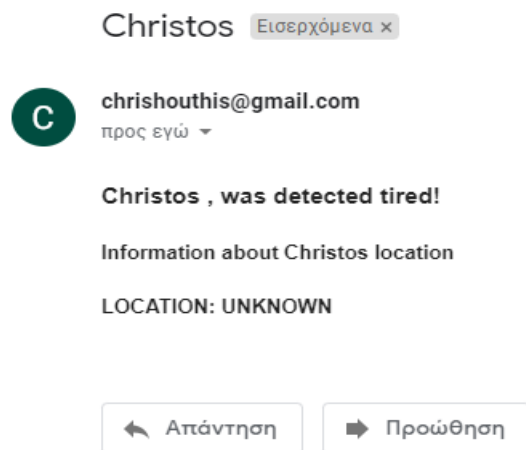 Christos Εισερχόμενα ×
C
chrishouthis@gmail.com
προς εγώ
Christos , was detected tired!
Information about Christos location
LOCATION: UNKNOWN
Απάντηση Προώθηση